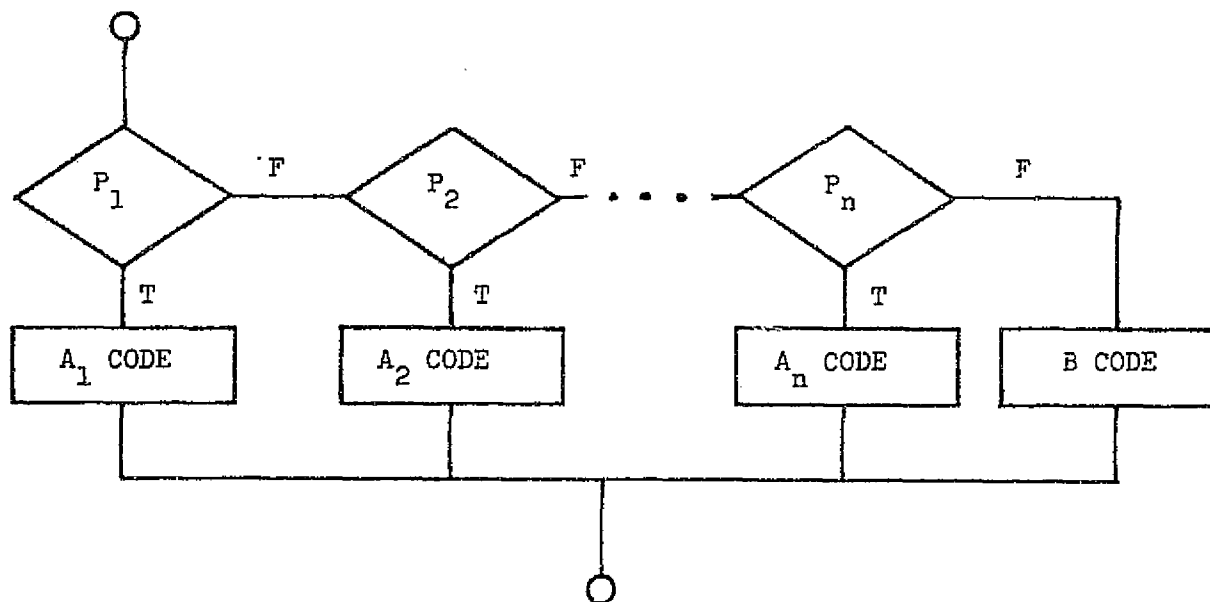 P1 F P2 F . . . Pn F
T T T
A1 CODE A2 CODE An CODE B CODE